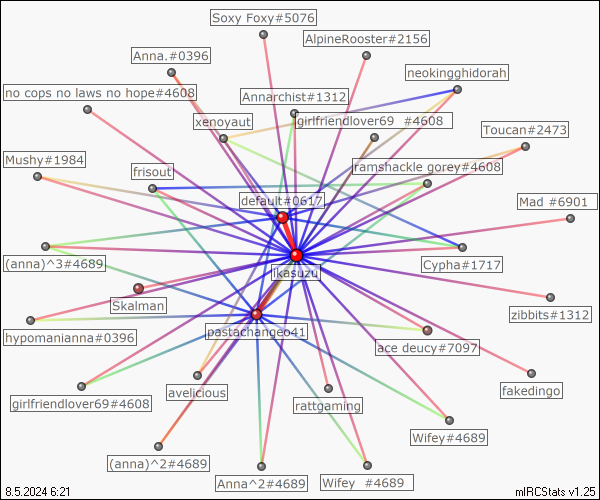 Soxy Foxy#5076
AlpineRooster#2156
Anna.#0396
neokingghidorah
no cops no laws no hope#4608
Annarchist#1312
xenoyaut
girlfriendlover69 #4608
Toucan#2473
Mushy#1984
frisout
ramshackle gorey#4608
default#0617
Mad #6901
(anna)^3#4689
ikasuzu
Cypha#1717
Skalman
zibbits#1312
hypomanianna#0396
pastachangeo41
ace deucy#7097
avelicious
girlfriendlover69#4608
rattgaming
fakedingo
Wifey#4689
(anna)^2#4689
Anna^2#4689
Wifey #4689
8.5.2024 6:21
mIRCStats v1.25